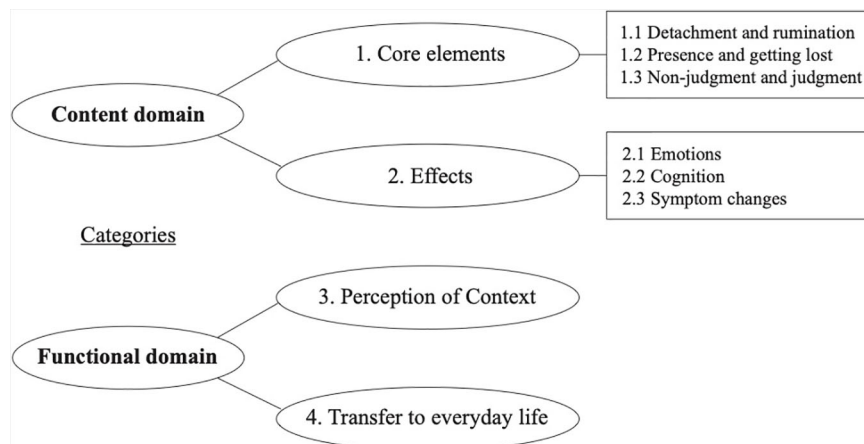 1. Core elements
1.1 Detachment and rumination
1.2 Presence and getting lost
1.3 Non-judgment and judgment
Content domain
2. Effects
2.1 Emotions
2.2 Cognition
2.3 Symptom changes
Categories
3. Perception of Context
Functional domain
4. Transfer to everyday life